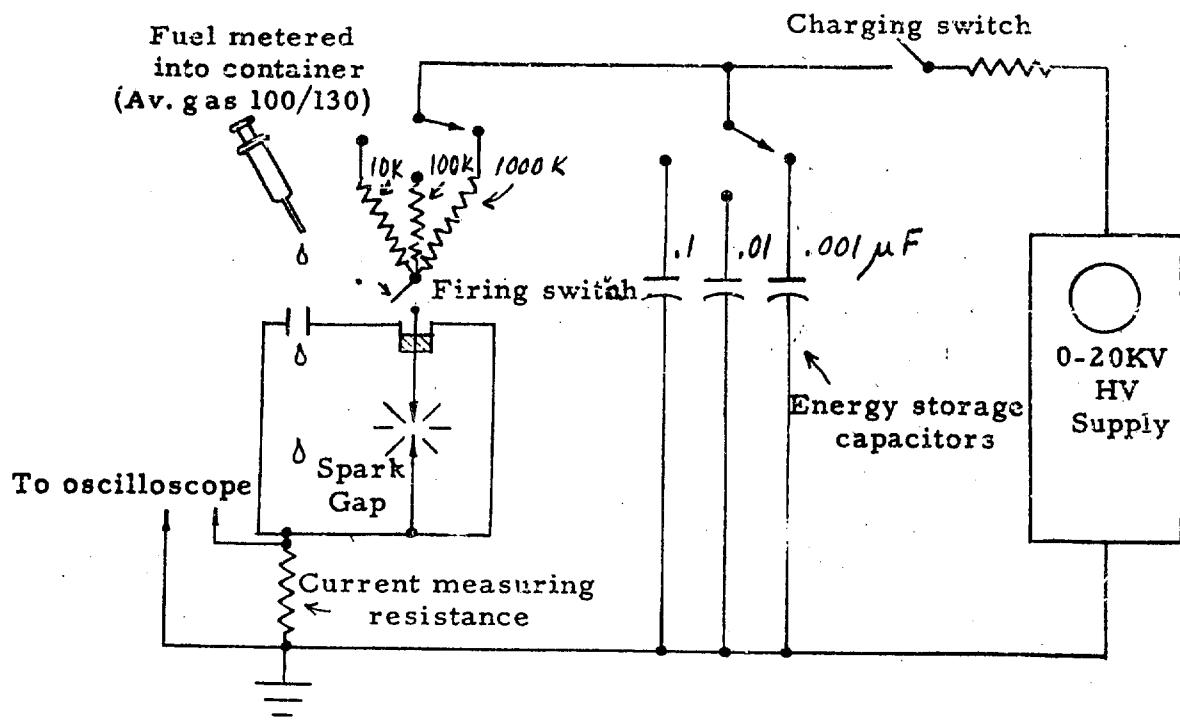 Charging switch
Fuel metered
into container
(Av. gas 100/130)
10K
100K
1000 K
.1
.01
.001 μF
Firing switch
0-20KV
HV
Supply
Energy storage
capacitors
Spark
Gap
To oscilloscope
Current measuring
resistance